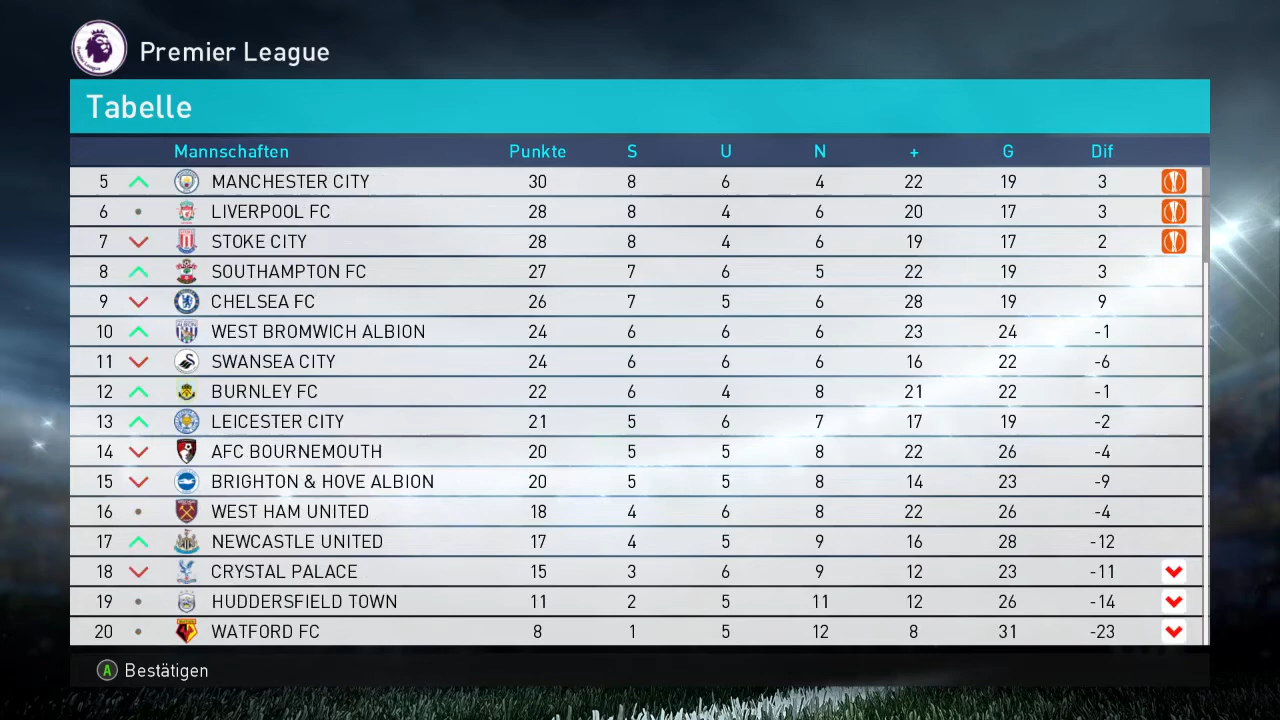 Premier League
Tabelle
Mannschaften Punkte S U N + G Dif
5 MANCHESTER CITY 30 8 6 4 22 19 3
6 LIVERPOOL FC 28 8 4 6 20 17 3
7 STOKE CITY 28 8 4 6 19 17 2
8 SOUTHAMPTON FC 27 7 6 5 22 19 3
9 CHELSEA FC 26 7 5 6 28 19 9
10 WEST BROMWICH ALBION 24 6 6 6 23 24 -1
11 SWANSEA CITY 24 6 6 6 16 22 -6
12 BURNLEY FC 22 6 4 8 21 22 -1
13 LEICESTER CITY 21 5 6 7 17 19 -2
14 AFC BOURNEMOUTH 20 5 5 8 22 26 -4
15 BRIGHTON & HOVE ALBION 20 5 5 8 14 23 -9
16 WEST HAM UNITED 18 4 6 8 22 26 -4
17 NEWCASTLE UNITED 17 4 5 9 16 28 -12
18 CRYSTAL PALACE 15 3 6 9 12 23 -11
19 HUDDERSFIELD TOWN 11 2 5 11 12 26 -14
20 WATFORD FC 8 1 5 12 8 31 -23
A Bestätigen